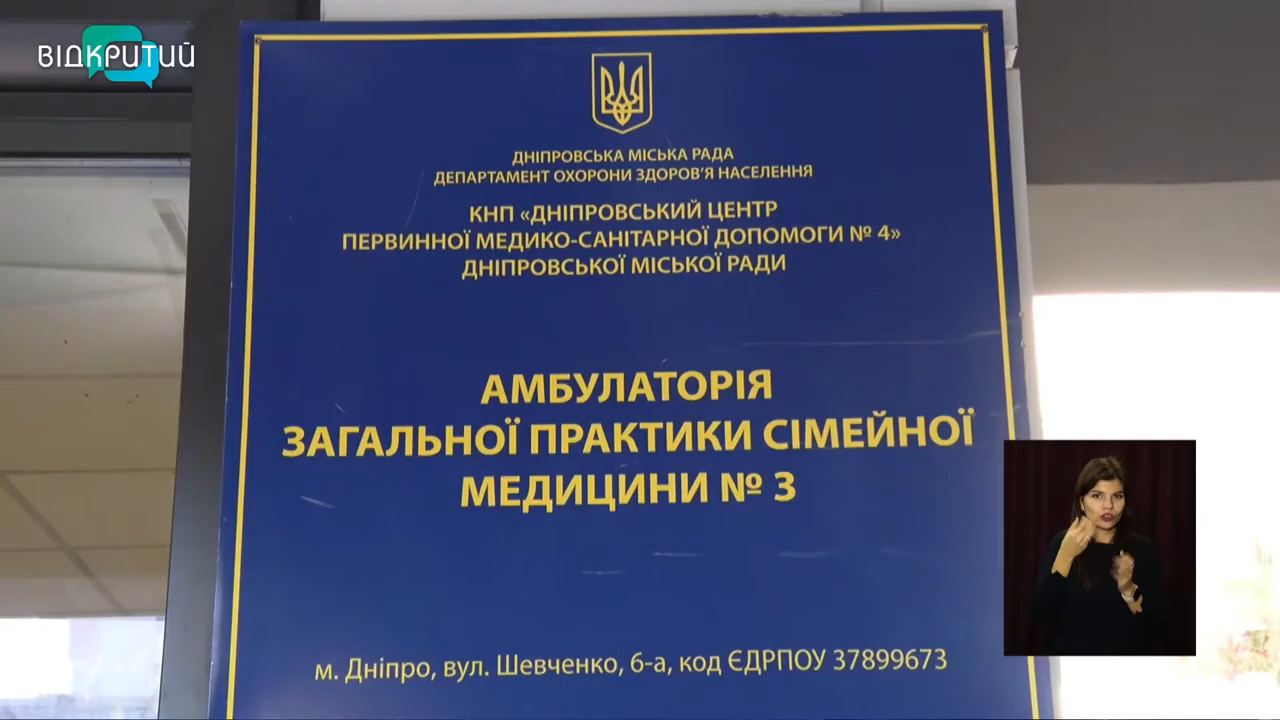 ВІДКРИТИЙ
ДНІПРОВСЬКА МІСЬКА РАДА
ДЕПАРТАМЕНТ ОХОРОНИ ЗДОРОВ'Я НАСЕЛЕННЯ
КНП «ДНІПРОВСЬКИЙ ЦЕНТР
ПЕРВИННОЇ МЕДИКО-САНІТАРНОЇ ДОПОМОГИ № 4»
ДНІПРОВСЬКОЇ МІСЬКОЇ РАДИ
АМБУЛАТОРІЯ
ЗАГАЛЬНОЇ ПРАКТИКИ СІМЕЙНОЇ
МЕДИЦИНИ № 3
м. Дніпро, вул. Шевченко, 6-а, код ЄДРПОУ 37899673